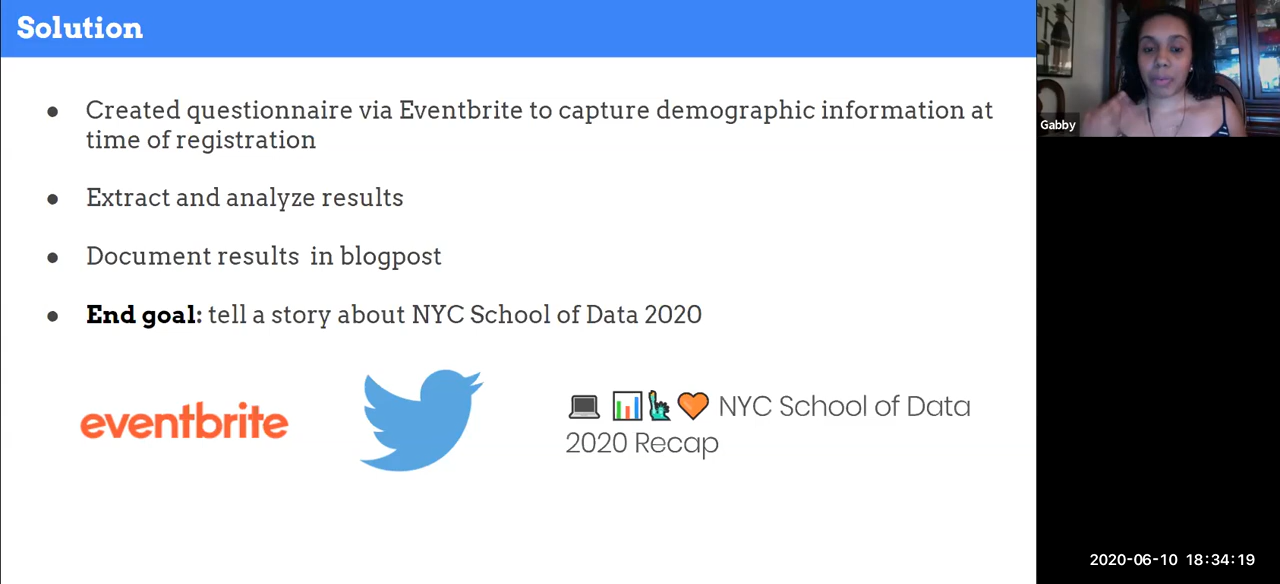 Solution
● Created questionnaire via Eventbrite to capture demographic information at
time of registration
● Extract and analyze results
● Document results  in blogpost
● End goal: tell a story about NYC School of Data 2020
eventbrite
💻 📊🗽🧡 NYC School of Data
2020 Recap
Gabby
2020-06-10 18:34:19